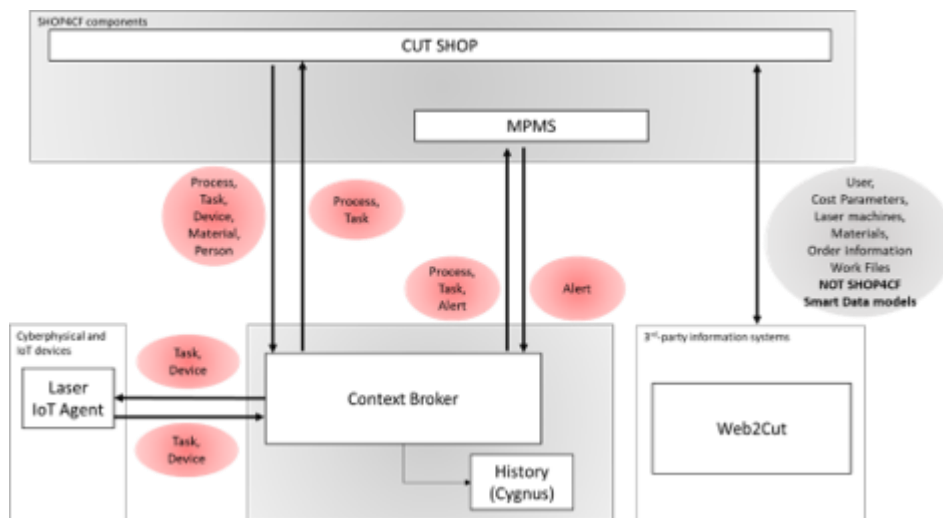 SHOP4CF components
CUT SHOP
MPMS
Process,
Task,
Device,
Material,
Person
Process,
Task
Process,
Task,
Alert
Alert
User,
Cost Parameters,
Laser machines,
Materials,
Order Information
Work Files
NOT SHOP4CF
Smart Data models
Cyberphysical and
IoT devices
Laser
IoT Agent
Task,
Device
Task,
Device
Context Broker
History
(Cygnus)
3rd-party information systems
Web2Cut